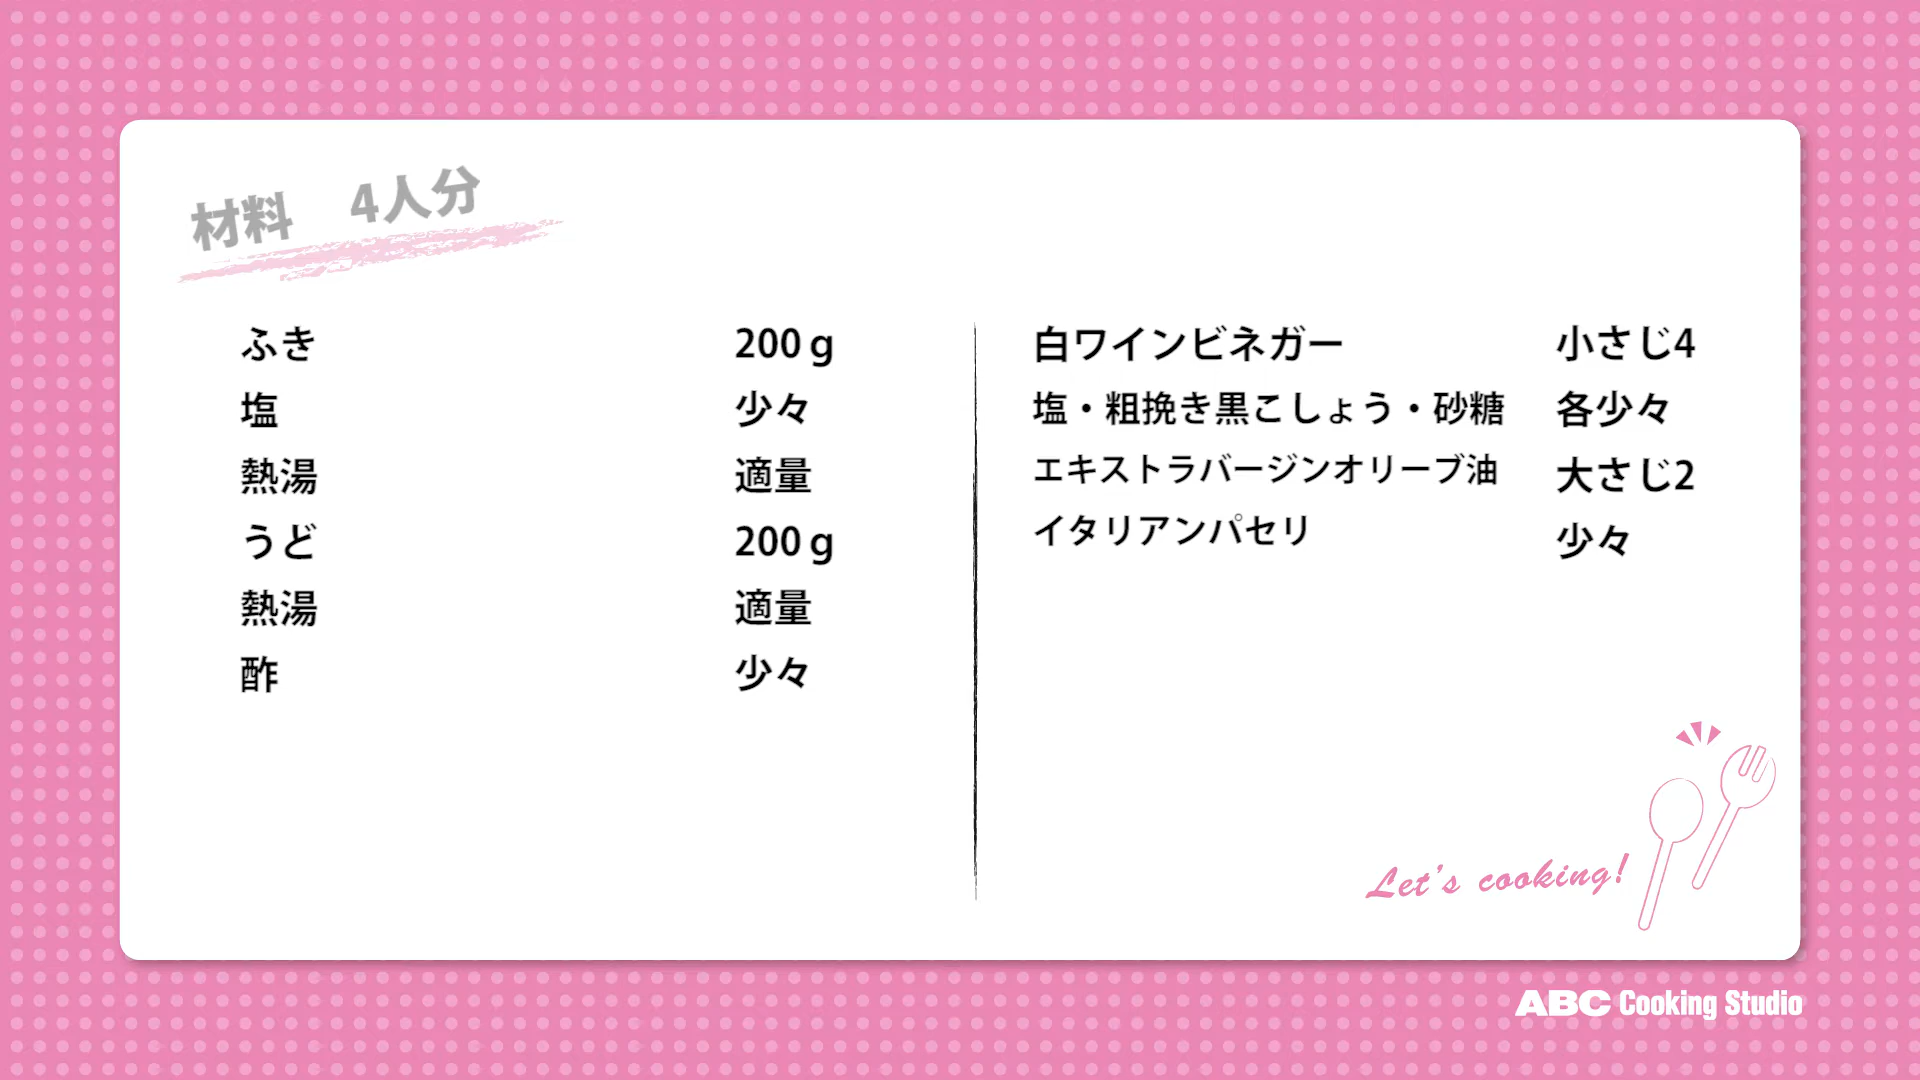 材料　4人分
ふき 200g
塩 少々
熱湯 適量
うど 200g
熱湯 適量
酢 少々
白ワインビネガー 小さじ4
塩・粗挽き黒こしょう・砂糖 各少々
エキストラバージンオリーブ油 大さじ2
イタリアンパセリ 少々
Let's cooking!
ABC Cooking Studio